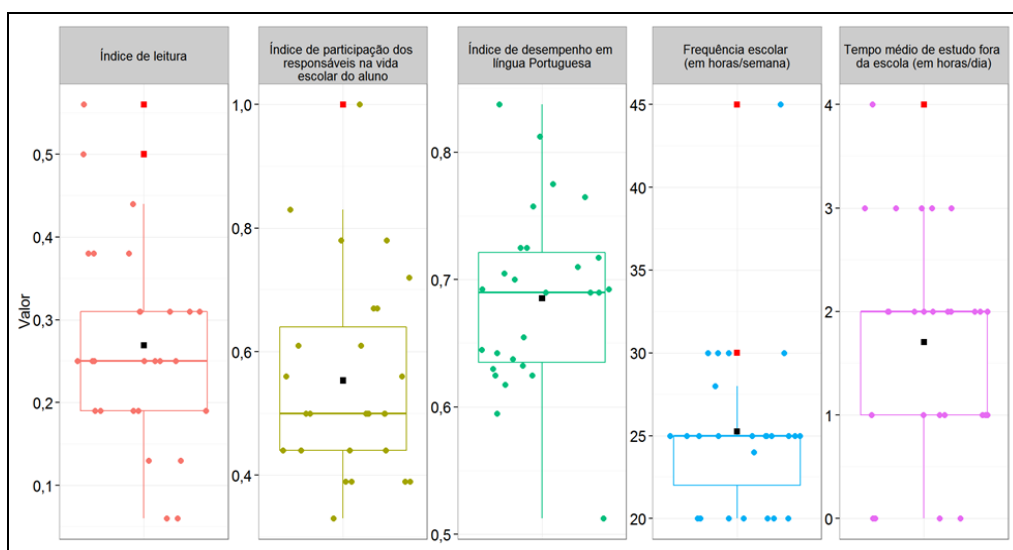 Índice de leitura
Índice de participação dos
responsáveis na vida
escolar do aluno
Índice de desempenho em
língua Portuguesa
Frequência escolar
(em horas/semana)
Tempo médio de estudo fora
da escola (em horas/dia)
Valor
0,5
0,4
0,3
0,2
0,1
1,0
0,8
0,6
0,4
0,8
0,7
0,6
0,5
45
40
35
30
25
20
4
3
2
1
0